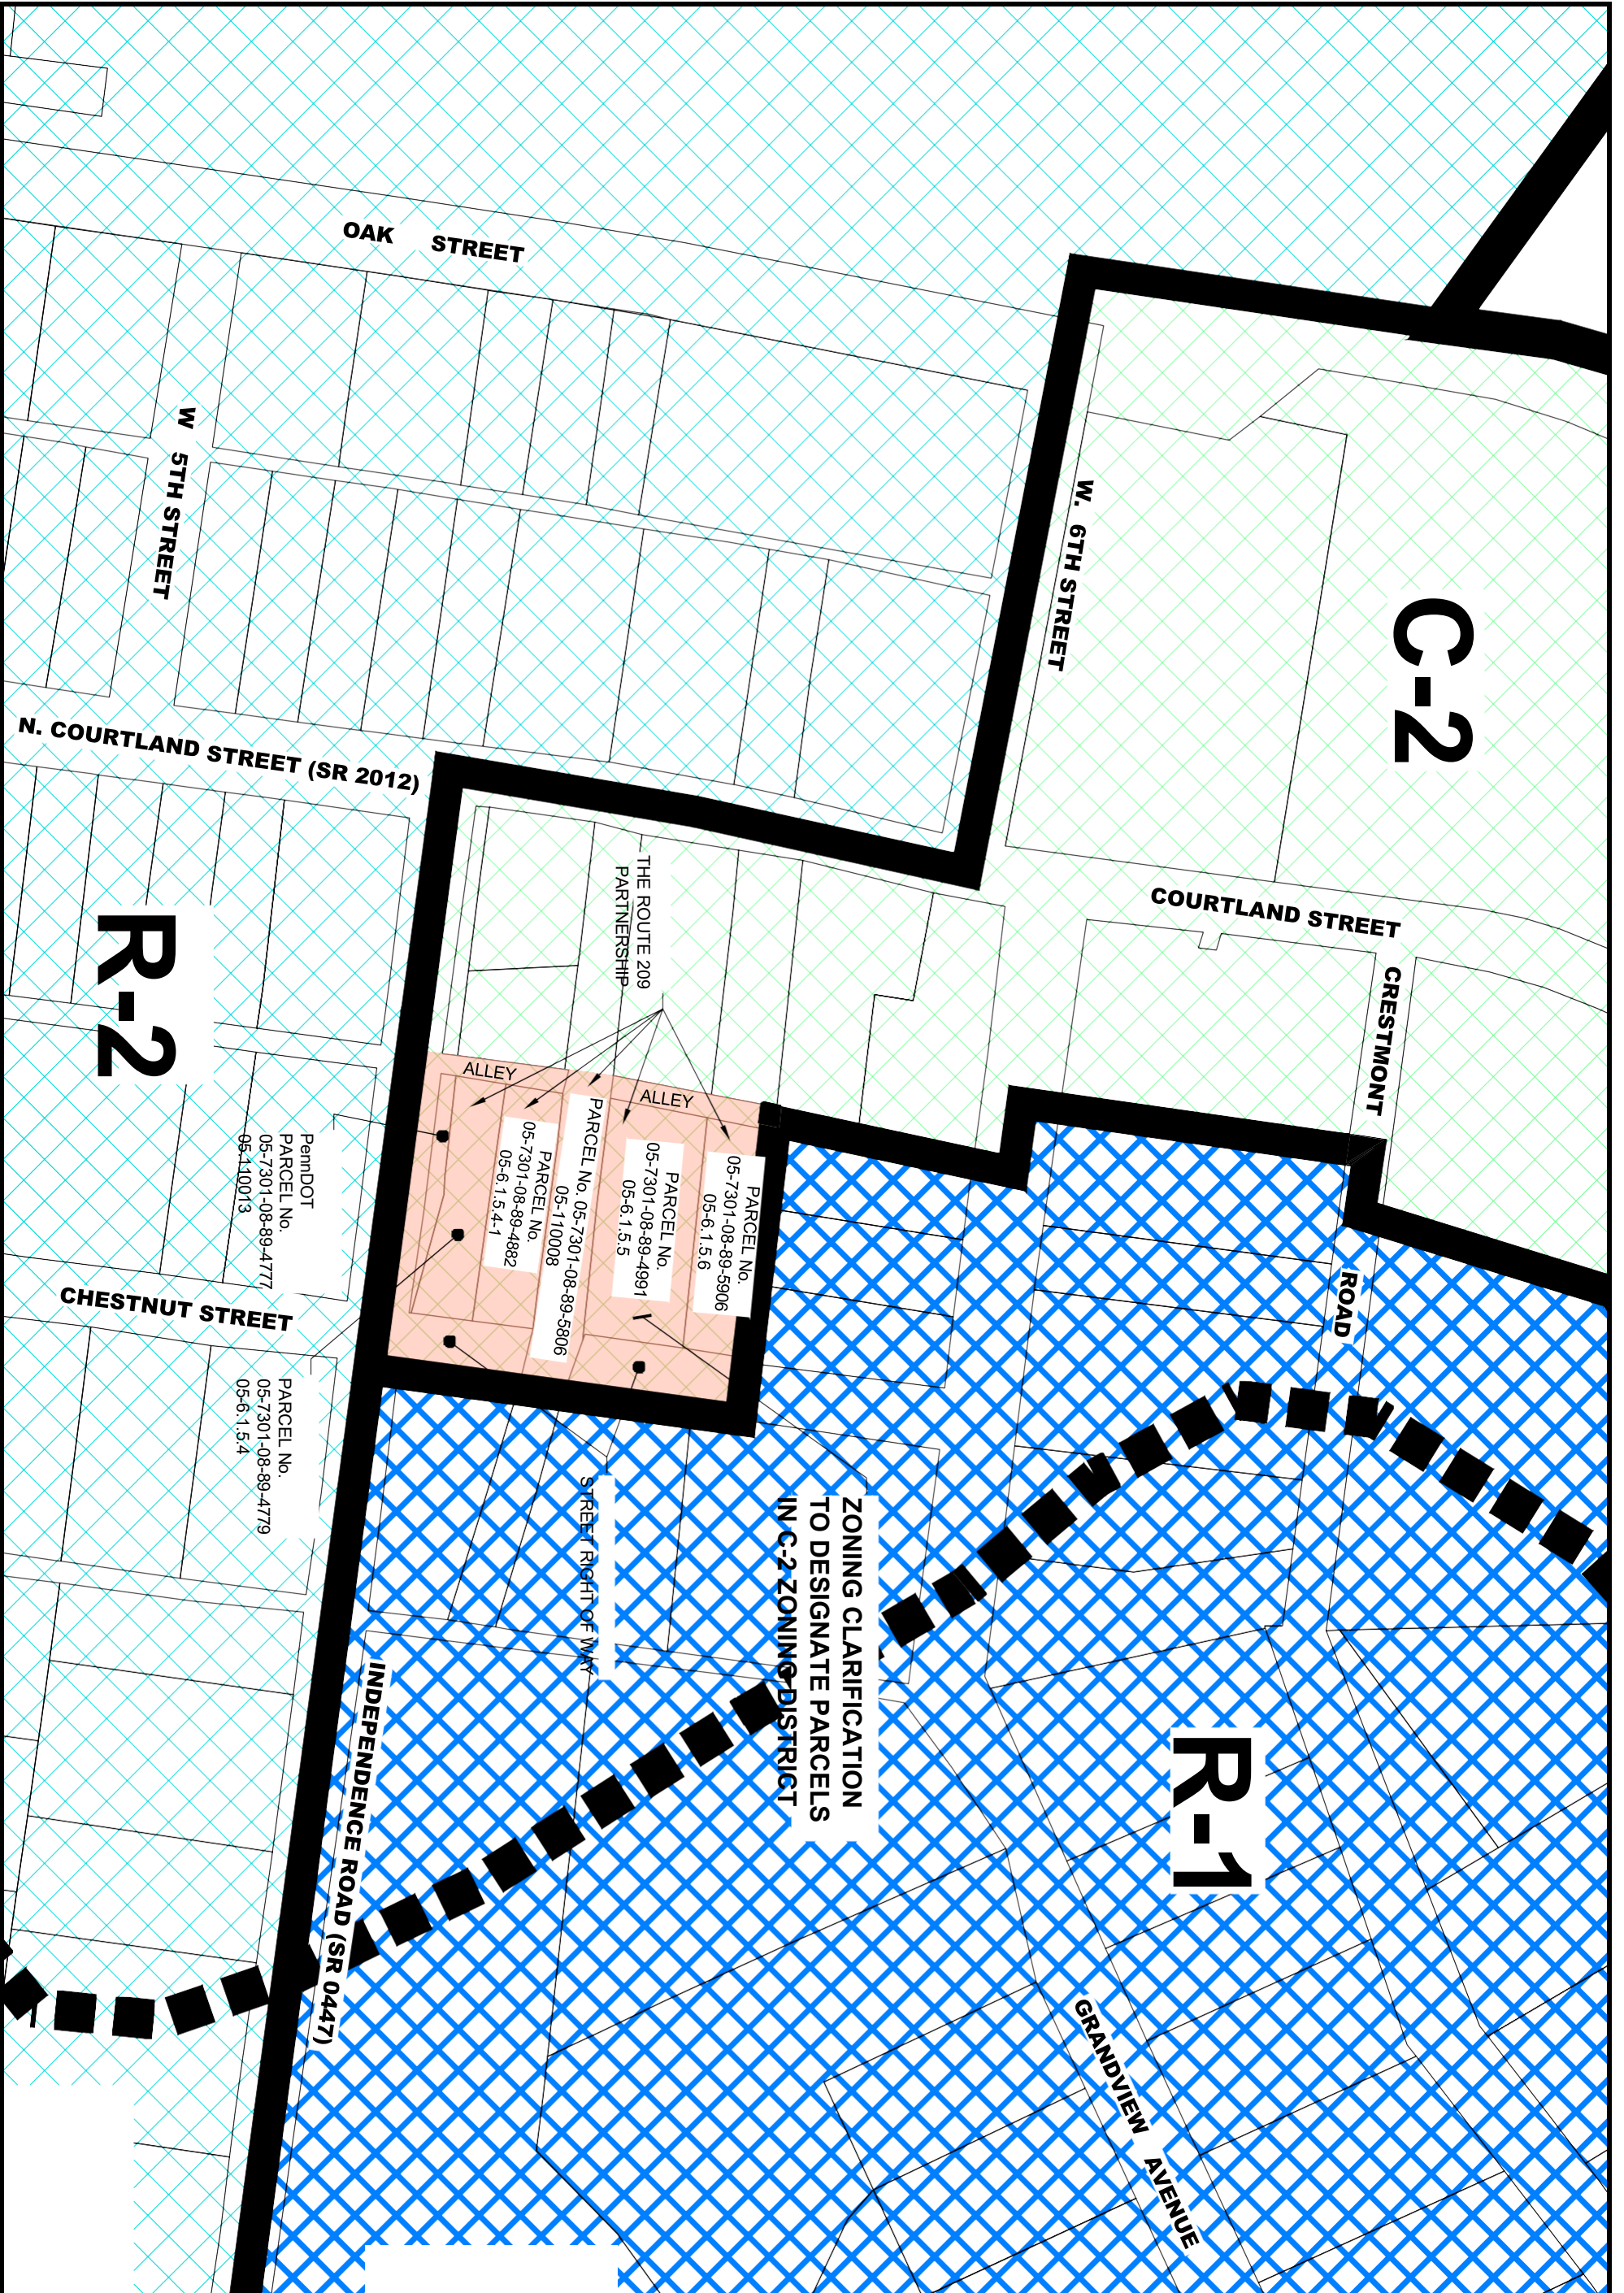 C-2
OAK STREET
W 5TH STREET
W. 6TH STREET
N. COURTLAND STREET (SR 2012)
COURTLAND STREET
CRESTMONT
ROAD
THE ROUTE 209
PARTNERSHIP
R-2
ALLEY
ALLEY
PARCEL No.
05-7301-08-89-5906
05-6.1.5.6
PARCEL No.
05-7301-08-89-4991
05-6.1.5.5
PARCEL No. 05-7301-08-89-5806
05-110008
PARCEL No.
05-7301-08-89-4882
05-6.1.5.4-1
PennDOT
PARCEL No.
05-7301-08-89-4777
05-110013
CHESTNUT STREET
PARCEL No.
05-7301-08-89-4779
05-6.1.5.4
STREET RIGHT OF WAY
ZONING CLARIFICATION
TO DESIGNATE PARCELS
IN C-2 ZONING DISTRICT
R-1
INDEPENDENCE ROAD (SR 0447)
GRANDVIEW AVENUE